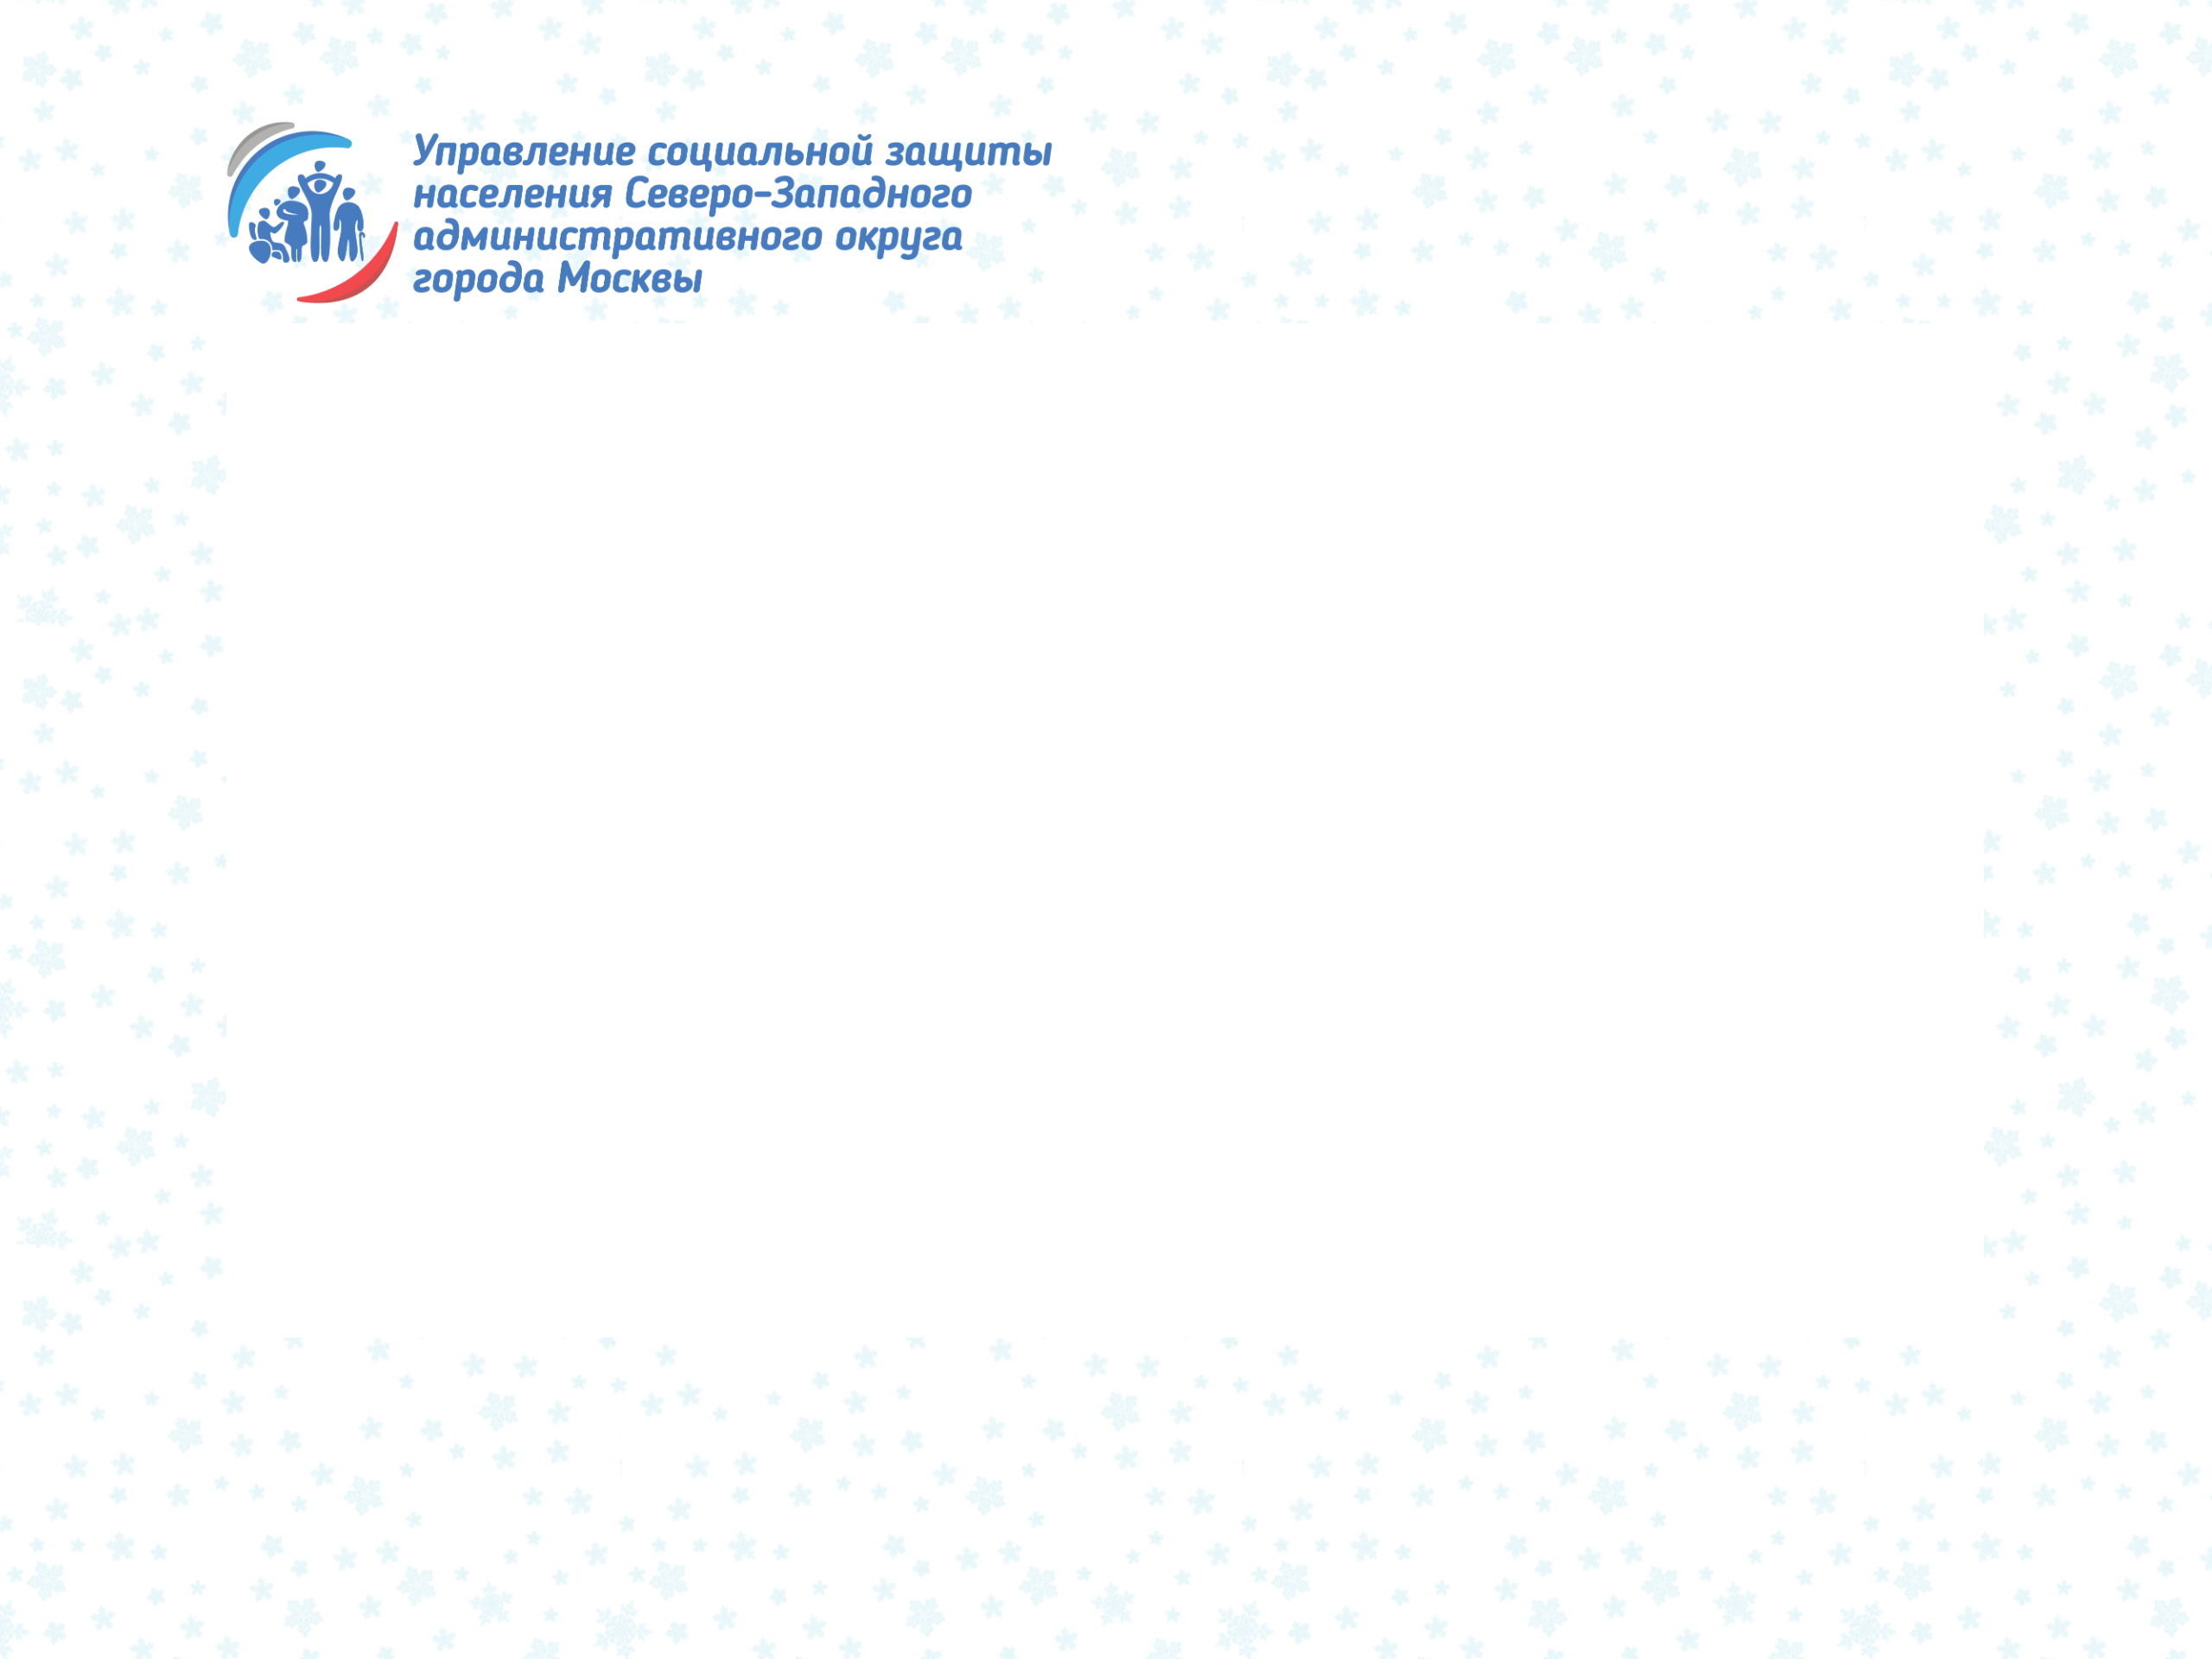 Управление социальной защиты
населения Северо-Западного
административного округа
города Москвы